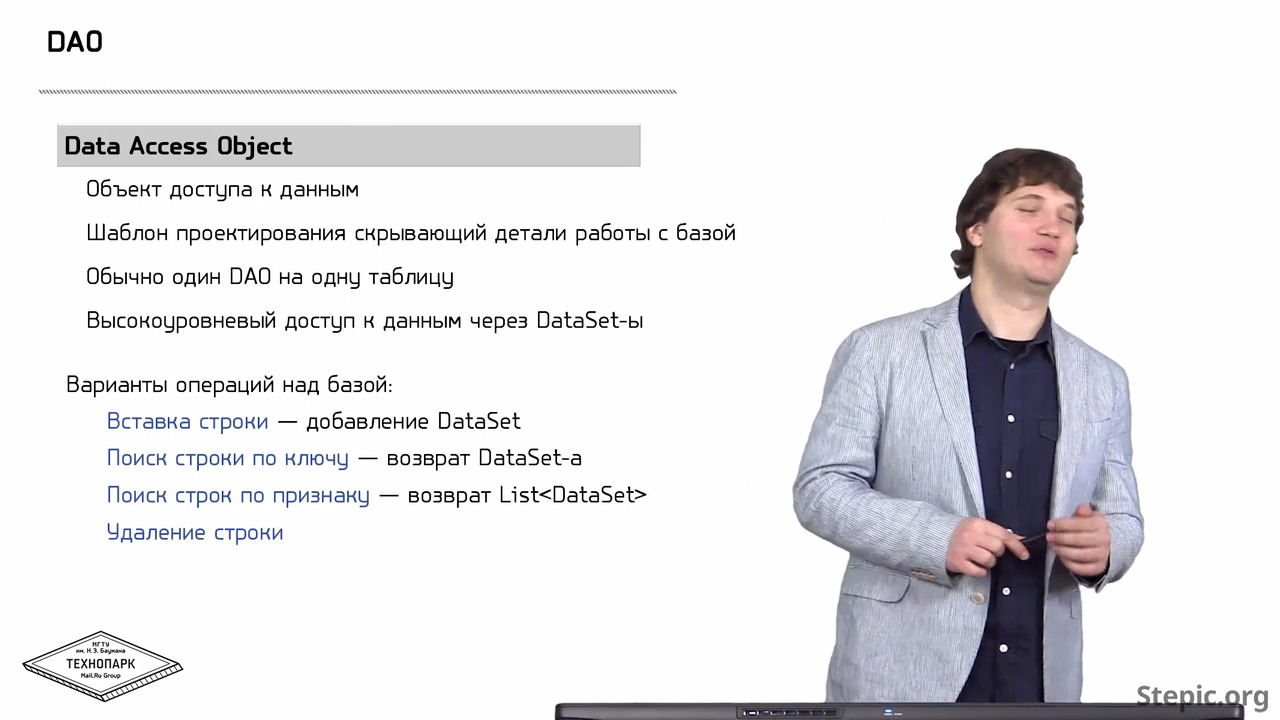 DAO
Data Access Object
Объект доступа к данным
Шаблон проектирования скрывающий детали работы с базой
Обычно один DAO на одну таблицу
Высокоуровневый доступ к данным через DataSet-ы
Варианты операций над базой:
Вставка строки — добавление DataSet
Поиск строки по ключу — возврат DataSet-а
Поиск строк по признаку — возврат List<DataSet>
Удаление строки
МГТУ
им. Н.Э. Баумана
ТЕХНОПАРК
Mail.Ru Group
Stepic.org